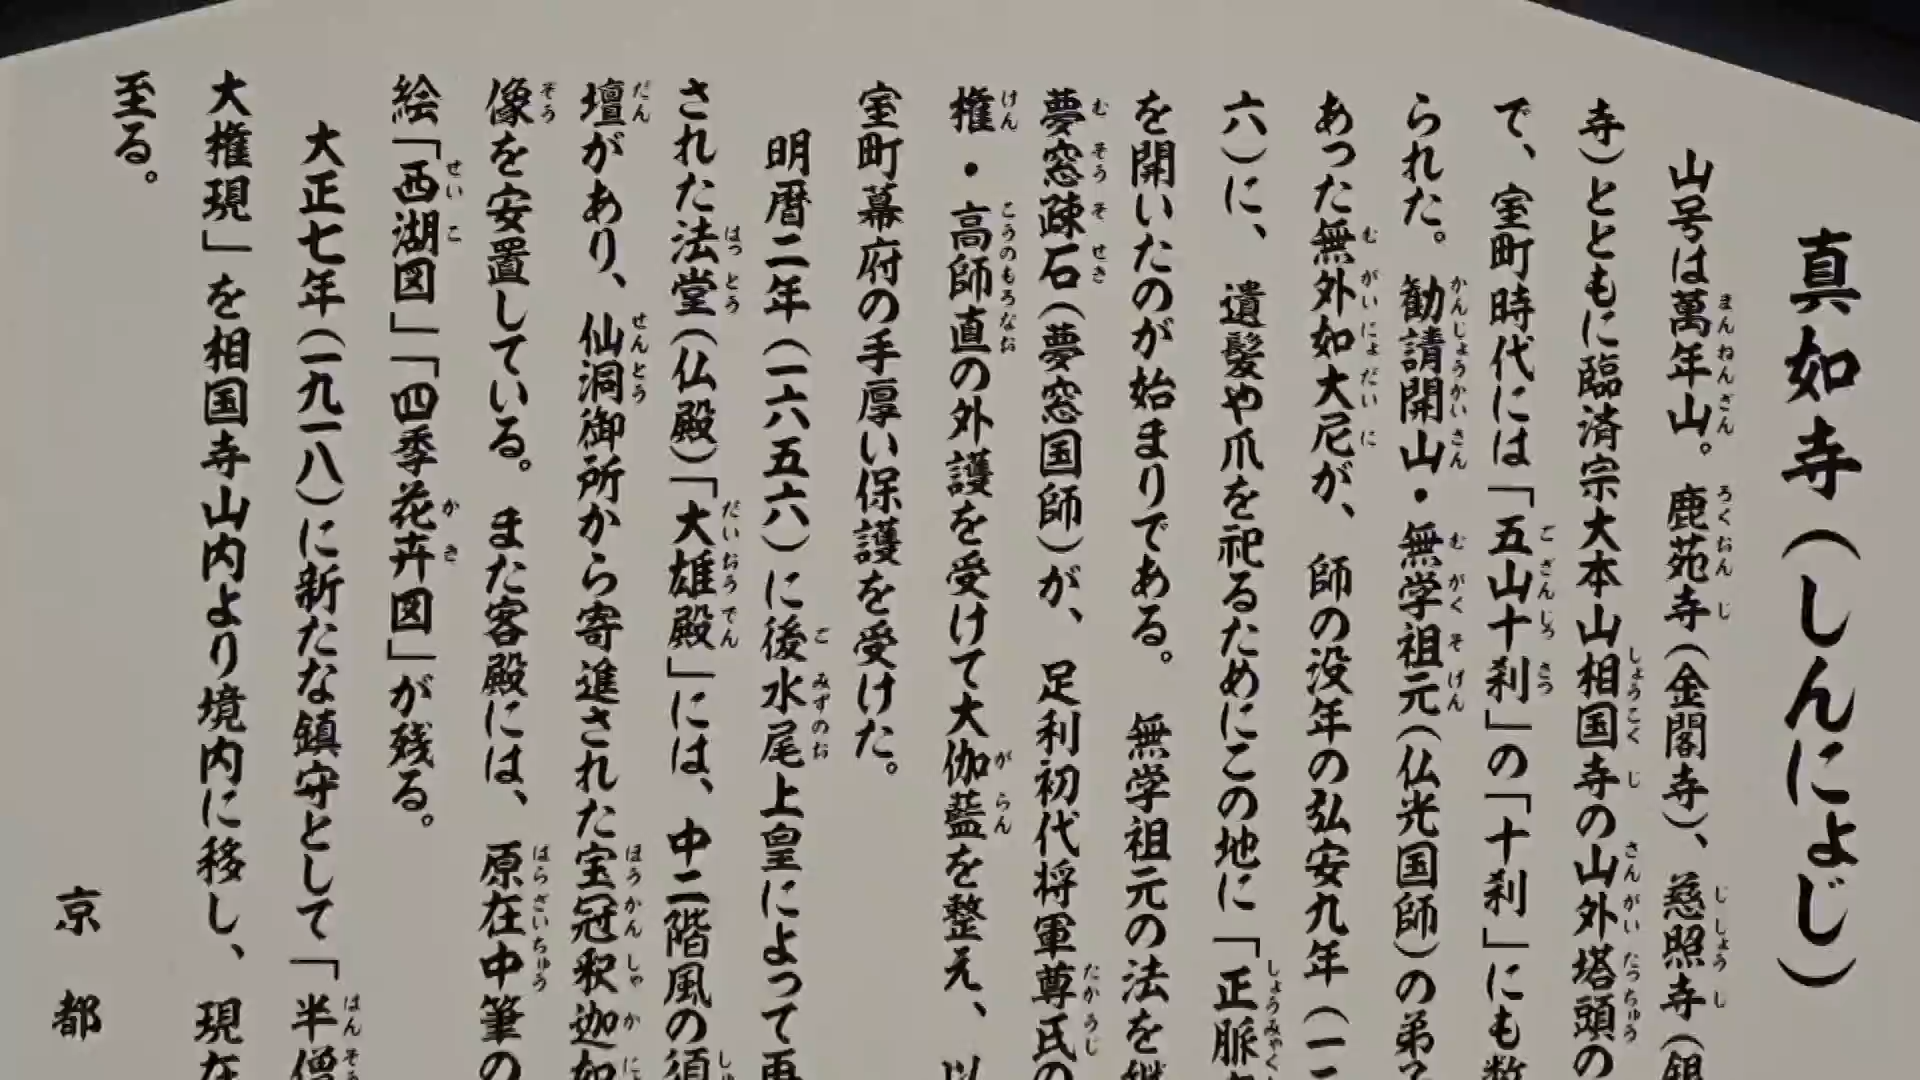 真如寺(しんにょじ)
山号は萬年山。鹿苑寺(金閣寺)、慈照寺(銀
寺)とともに臨済宗大本山相国寺の山外塔頭の
で、室町時代には「五山十刹」の「十刹」にも数
られた。勧請開山・無学祖元(仏光国師)の弟子
あった無外如大尼が、師の没年の弘安九年(一二
六)に、遺髪や爪を祀るためにこの地に「正脈
を開いたのが始まりである。無学祖元の法を継
夢窓疎石(夢窓国師)が、足利初代将軍尊氏の
権・高師直の外護を受けて大伽藍を整え、以
室町幕府の手厚い保護を受けた。
明暦二年(一六五六)に後水尾上皇によって再
された法堂(仏殿)「大雄殿」には、中二階風の須
壇があり、仙洞御所から寄進された宝冠釈迦如
像を安置している。また客殿には、原在中筆の
絵「西湖図」「四季花卉図」が残る。
大正七年(一九一八)に新たな鎮守として「半僧
大権現」を相国寺山内より境内に移し、現在
至る。
京都